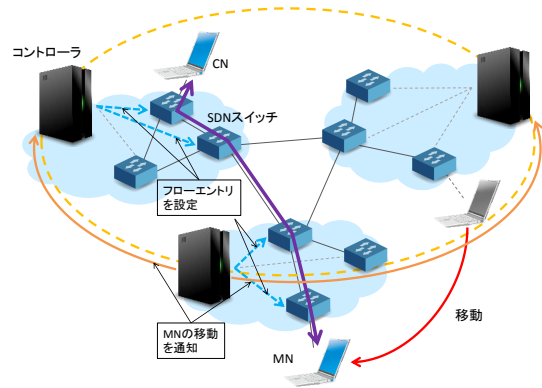 コントローラ
CN
SDNスイッチ
フローエントリ
を設定
MNの移動
を通知
MN
移動